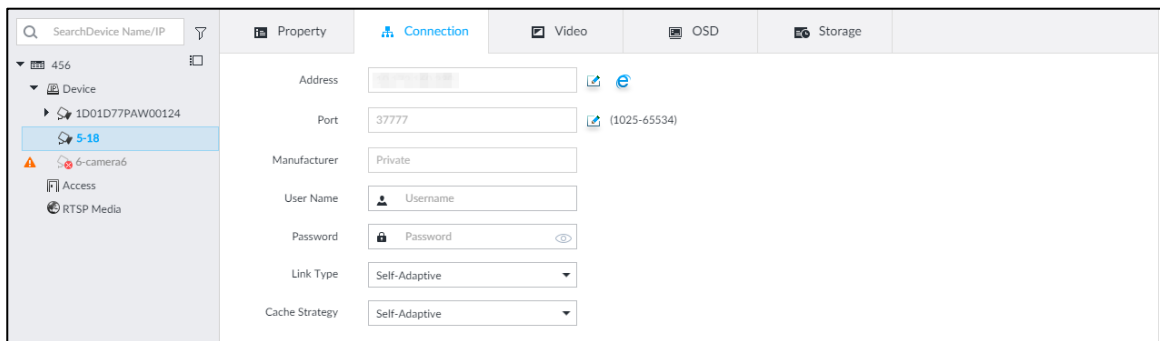 SearchDevice Name/IP
456
Device
1D01D77PAW00124
5-18
6-camera6
Access
RTSP Media
Property
Connection
Video
OSD
Storage
Address
Port
37777
(1025-65534)
Manufacturer
Private
User Name
Username
Password
Password
Link Type
Self-Adaptive
Cache Strategy
Self-Adaptive